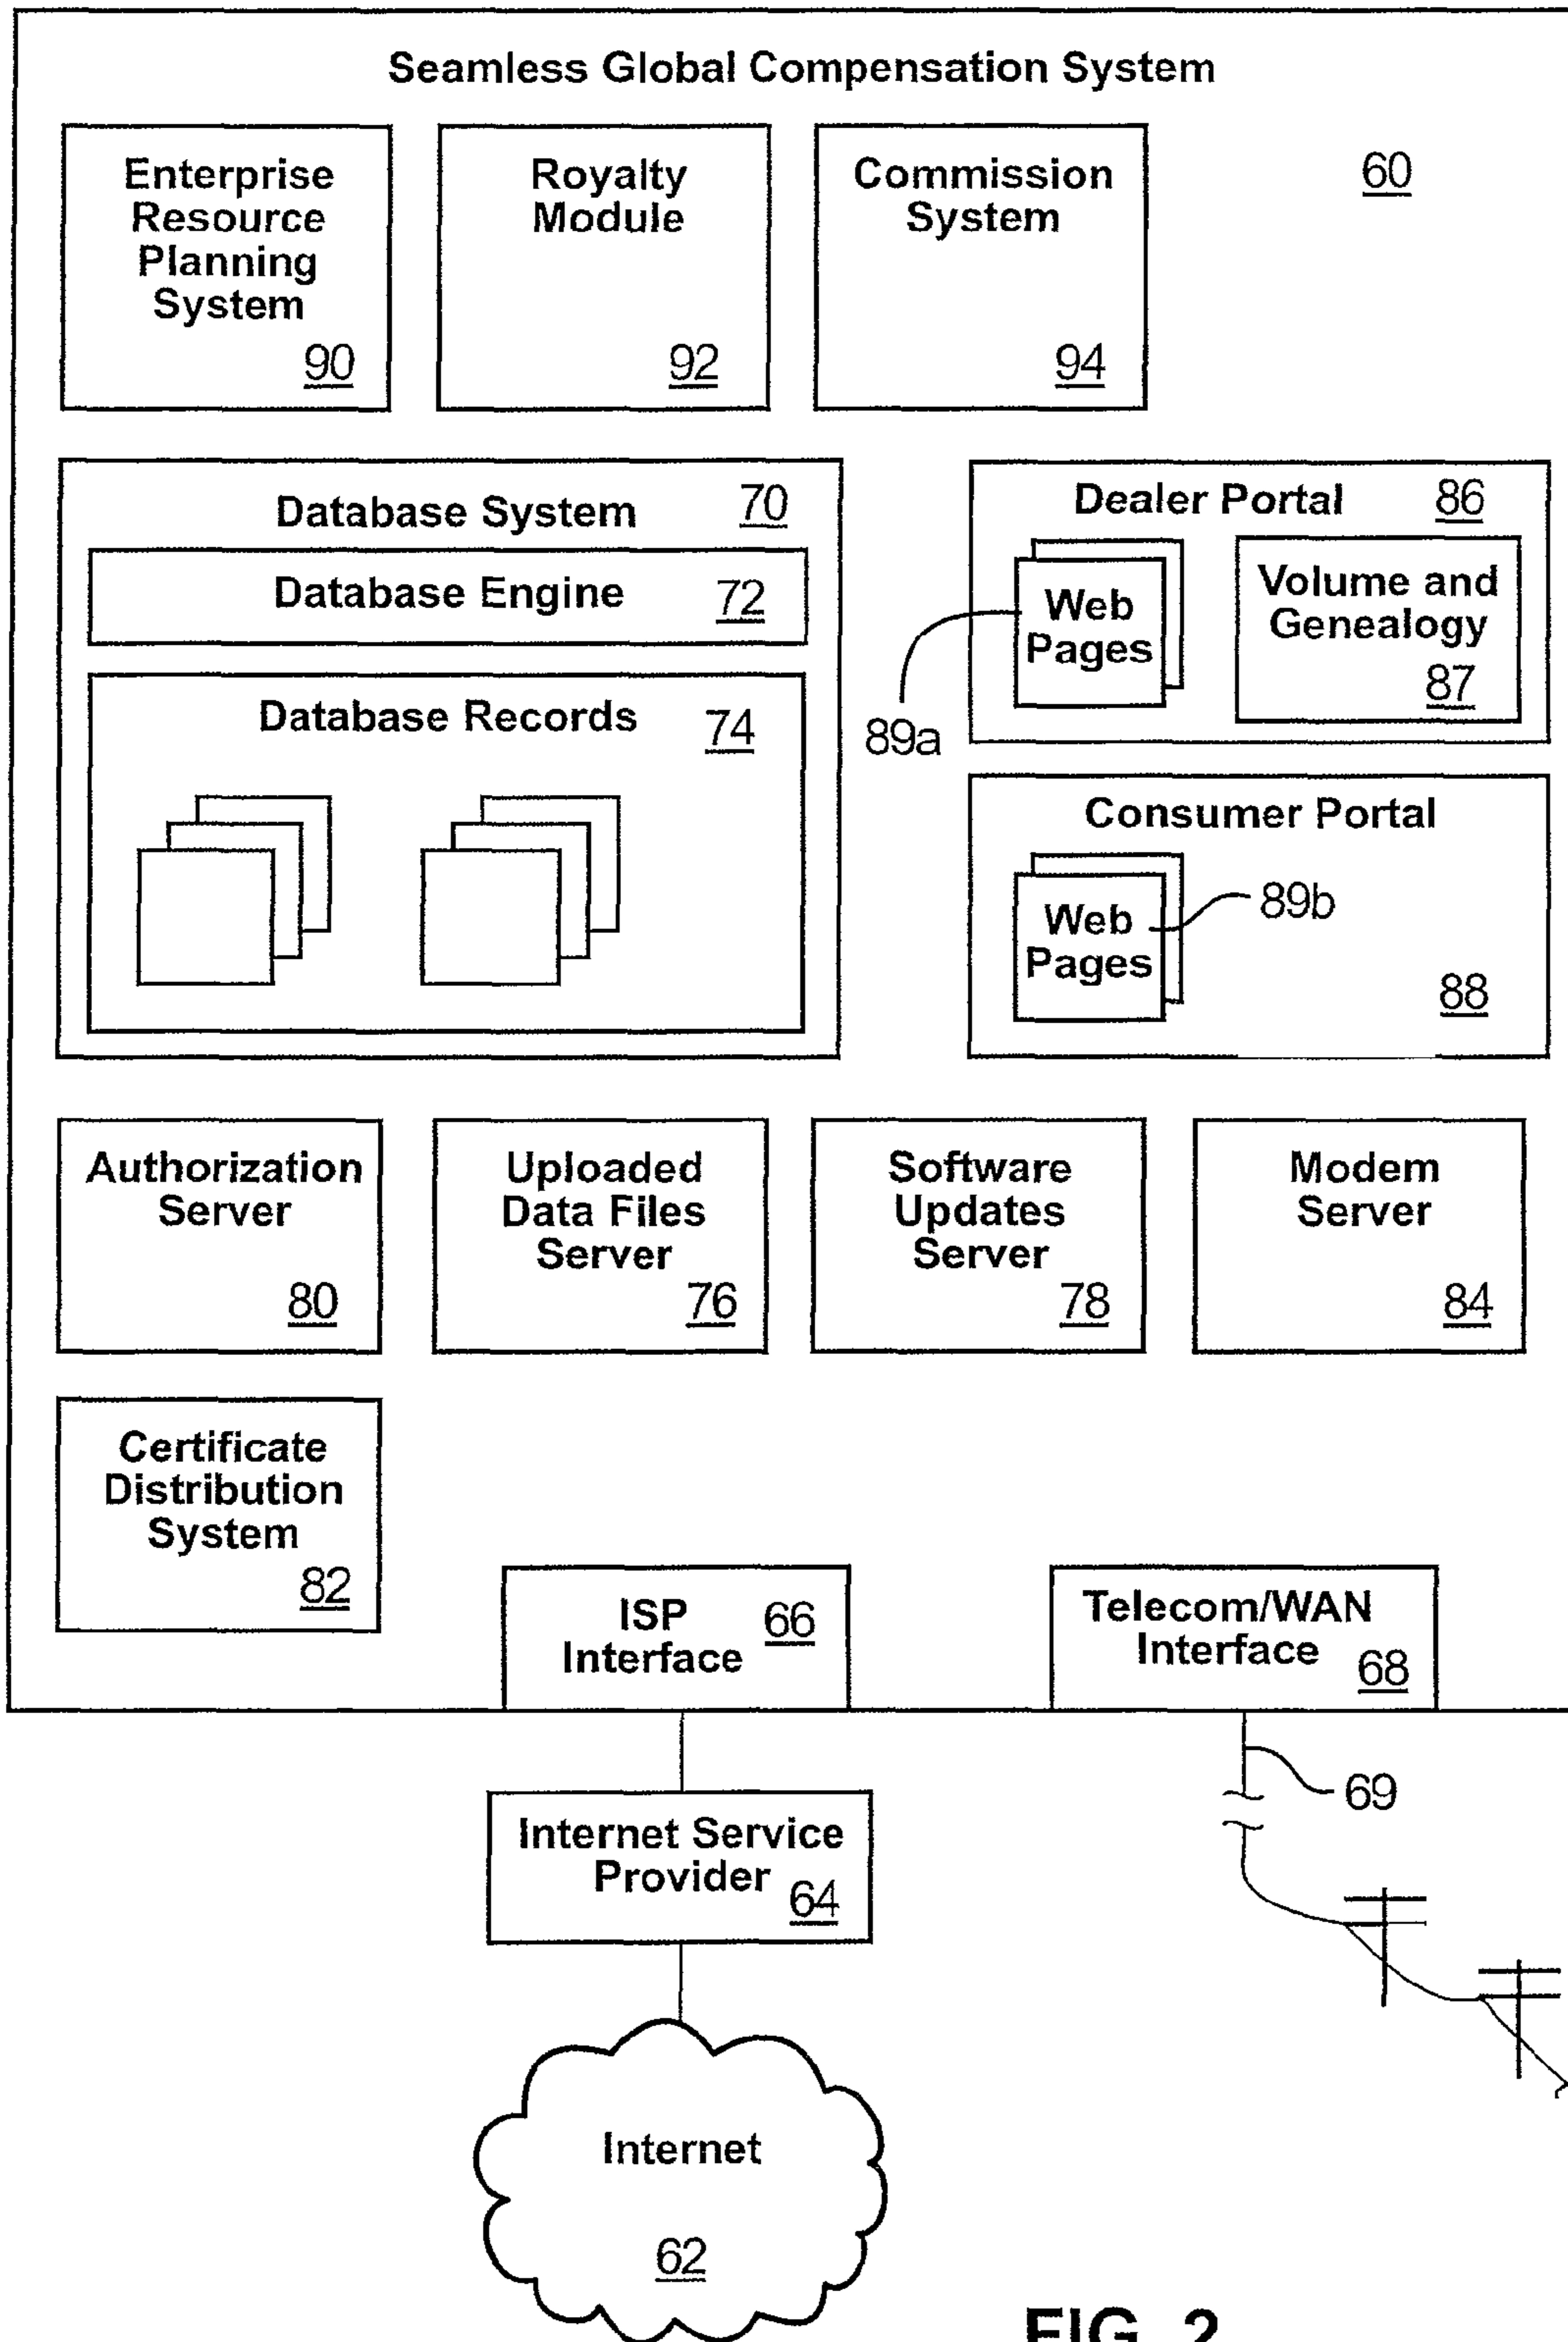 Seamless Global Compensation System
60
Enterprise
Resource
Planning
System
90
Royalty
Module
92
Commission
System
94
Database System 70
Database Engine 72
Database Records 74
Dealer Portal 86
Web
Pages
89a
Volume and
Genealogy
87
Consumer Portal
Web
Pages
89b
88
Authorization
Server
80
Uploaded
Data Files
Server
76
Software
Updates
Server
78
Modem
Server
84
Certificate
Distribution
System
82
ISP
Interface
66
Telecom/WAN
Interface
68
69
Internet Service
Provider
64
Internet
62
FIG. 2